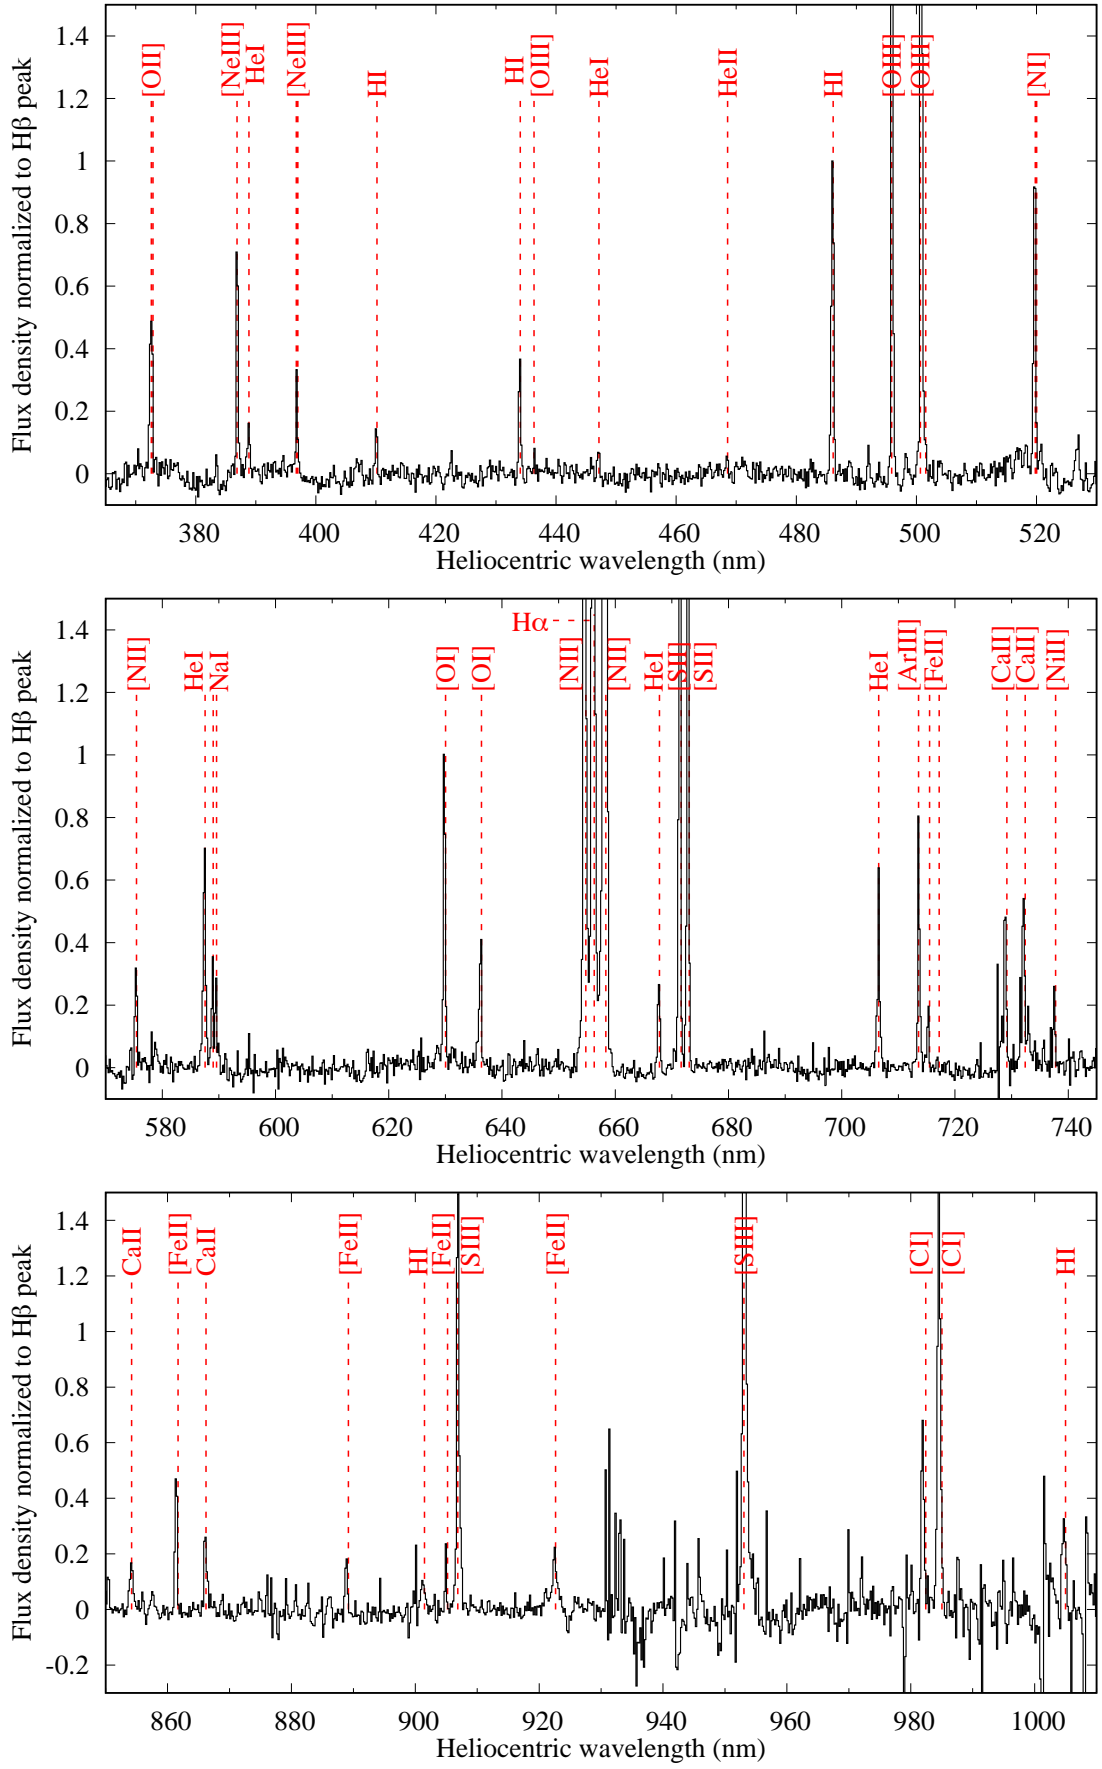 Flux density normalized to Hβ peak
1.4
1.2
1
0.8
0.6
0.4
0.2
0
[OII]
[NeIII]
HeI
[NeIII]
HI
HI
[OIII]
HeI
HeII
HI
[OIII]
[OIII]
[NI]
380 400 420 440 460 480 500 520
Heliocentric wavelength (nm)
Flux density normalized to Hβ peak
1.4
1.2
1
0.8
0.6
0.4
0.2
0
[NII]
HeI
NaI
[OI]
[OI]
Hα
[NII]
[NII]
HeI
[SII]
[SII]
HeI
[ArIII]
[FeII]
[CaII]
[CaII]
[NiII]
580 600 620 640 660 680 700 720 740
Heliocentric wavelength (nm)
Flux density normalized to Hβ peak
1.4
1.2
1
0.8
0.6
0.4
0.2
0
-0.2
CaII
[FeII]
CaII
[FeII]
HI
[FeII]
[SIII]
[FeII]
[SIII]
[CI]
[CI]
HI
860 880 900 920 940 960 980 1000
Heliocentric wavelength (nm)